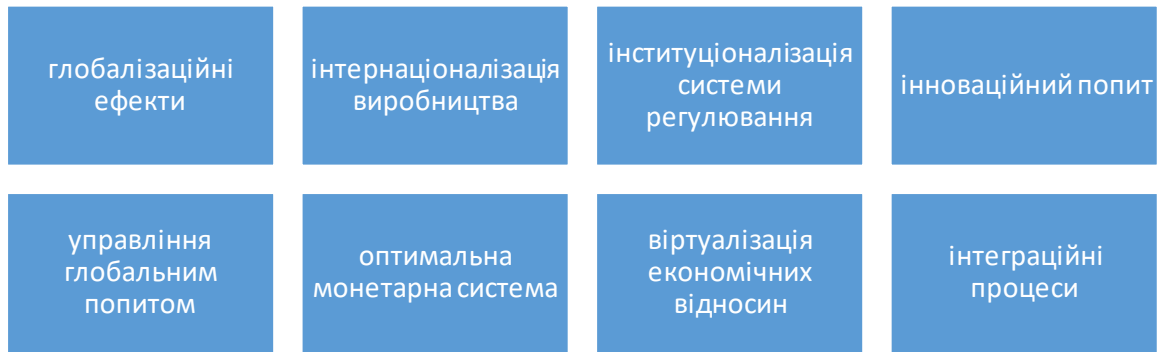 глобалізаційні
ефекти
інтернаціоналізація
виробництва
інституціоналізація
системи
регулювання
інноваційний попит
управління
глобальним
попитом
оптимальна
монетарна система
віртуалізація
економічних
відносин
інтеграційні
процеси